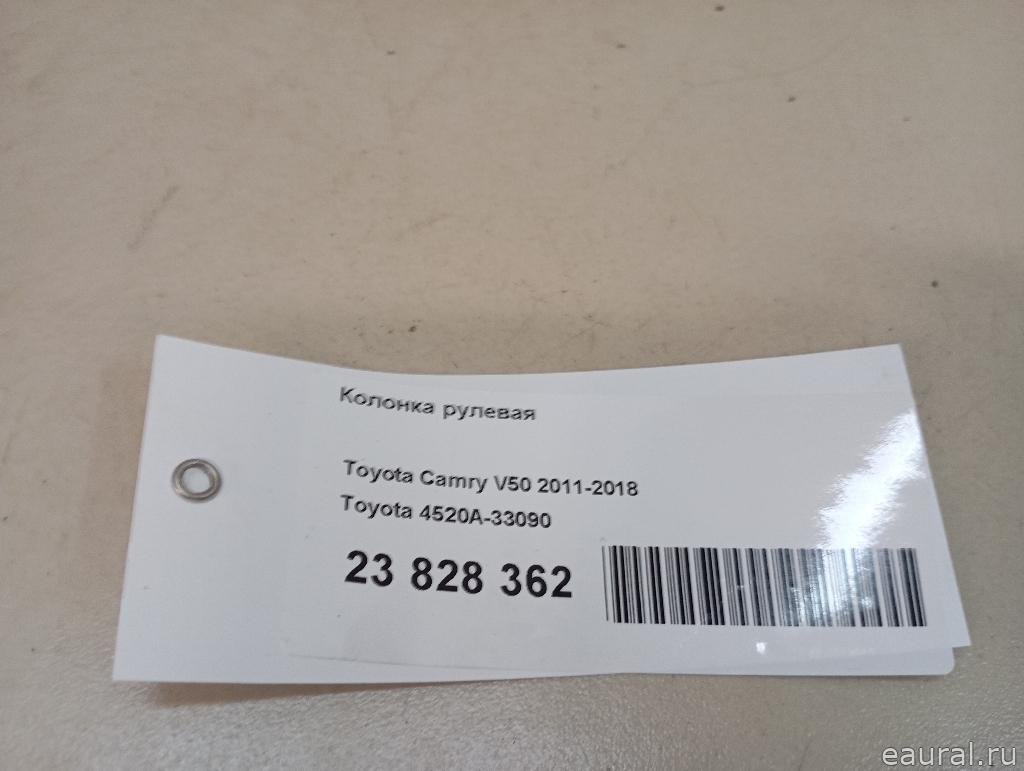 Колонка рулевая
Toyota Camry V50 2011-2018
Toyota 4520A-33090
23 828 362
eaural.ru